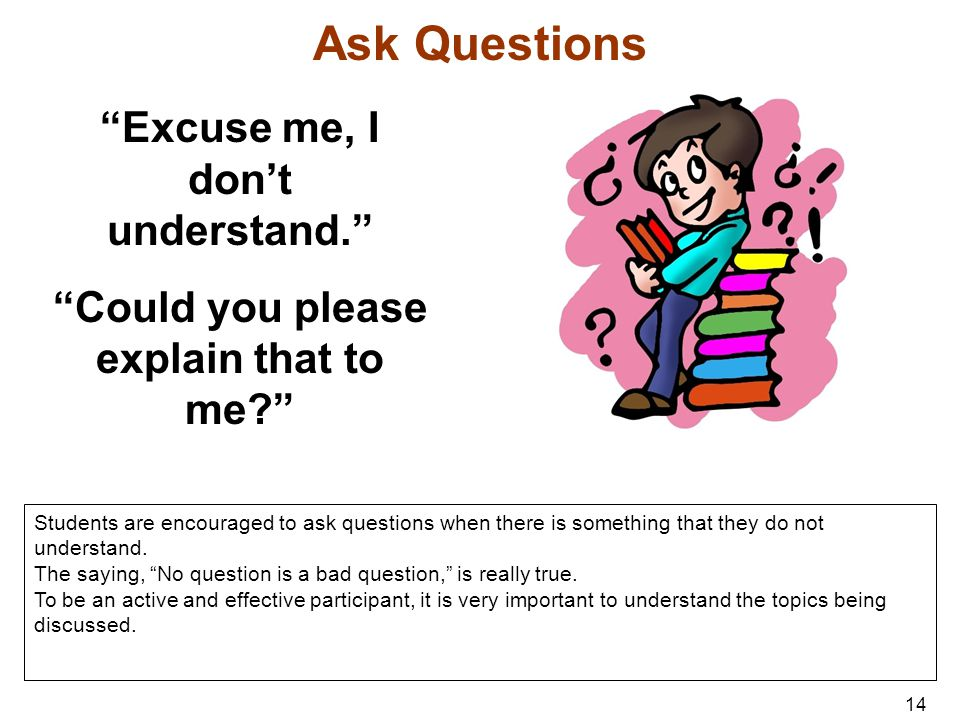 Ask Questions
“Excuse me, I
don’t
understand.”
“Could you please
explain that to
me?”
Students are encouraged to ask questions when there is something that they do not
understand.
The saying, “No question is a bad question,” is really true.
To be an active and effective participant, it is very important to understand the topics being
discussed.
14